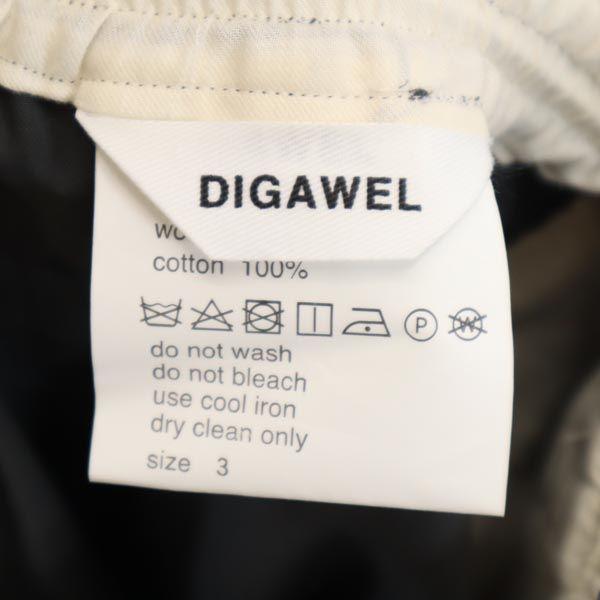 DIGAWEL
cotton 100%
P W
do not wash
do not bleach
use cool iron
dry clean only
size 3